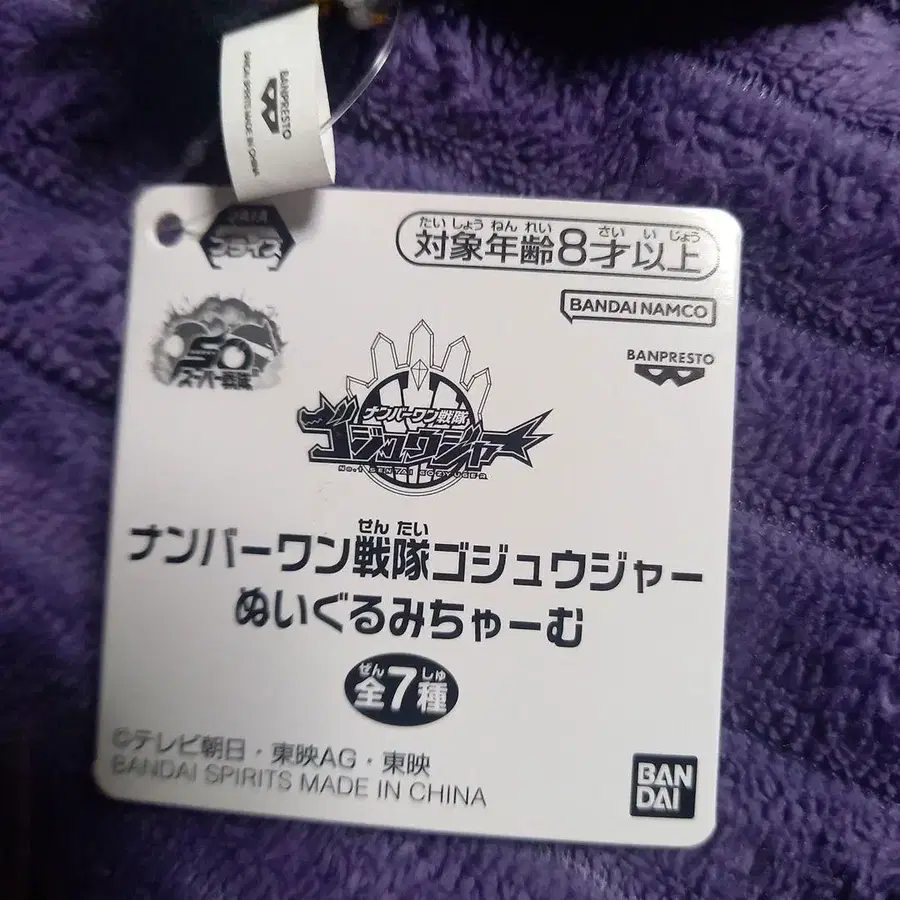 BANPRESTO
BANDAI SPIRITS MADE IN CHINA
プライズ
たいしょうねんれい さいいじょう
対象年齢8才以上
BANDAI NAMCO
BANPRESTO
50
スーパー戦隊
ナンバーワン戦隊
ゴジュウジャー
No.1 SENTAI GOZYUGER
せんたい
ナンバーワン戦隊ゴジュウジャー
ぬいぐるみちゃーむ
ぜん しゅ
全7種
©テレビ朝日・東映AG・東映
BANDAI SPIRITS MADE IN CHINA
BAN
DAI